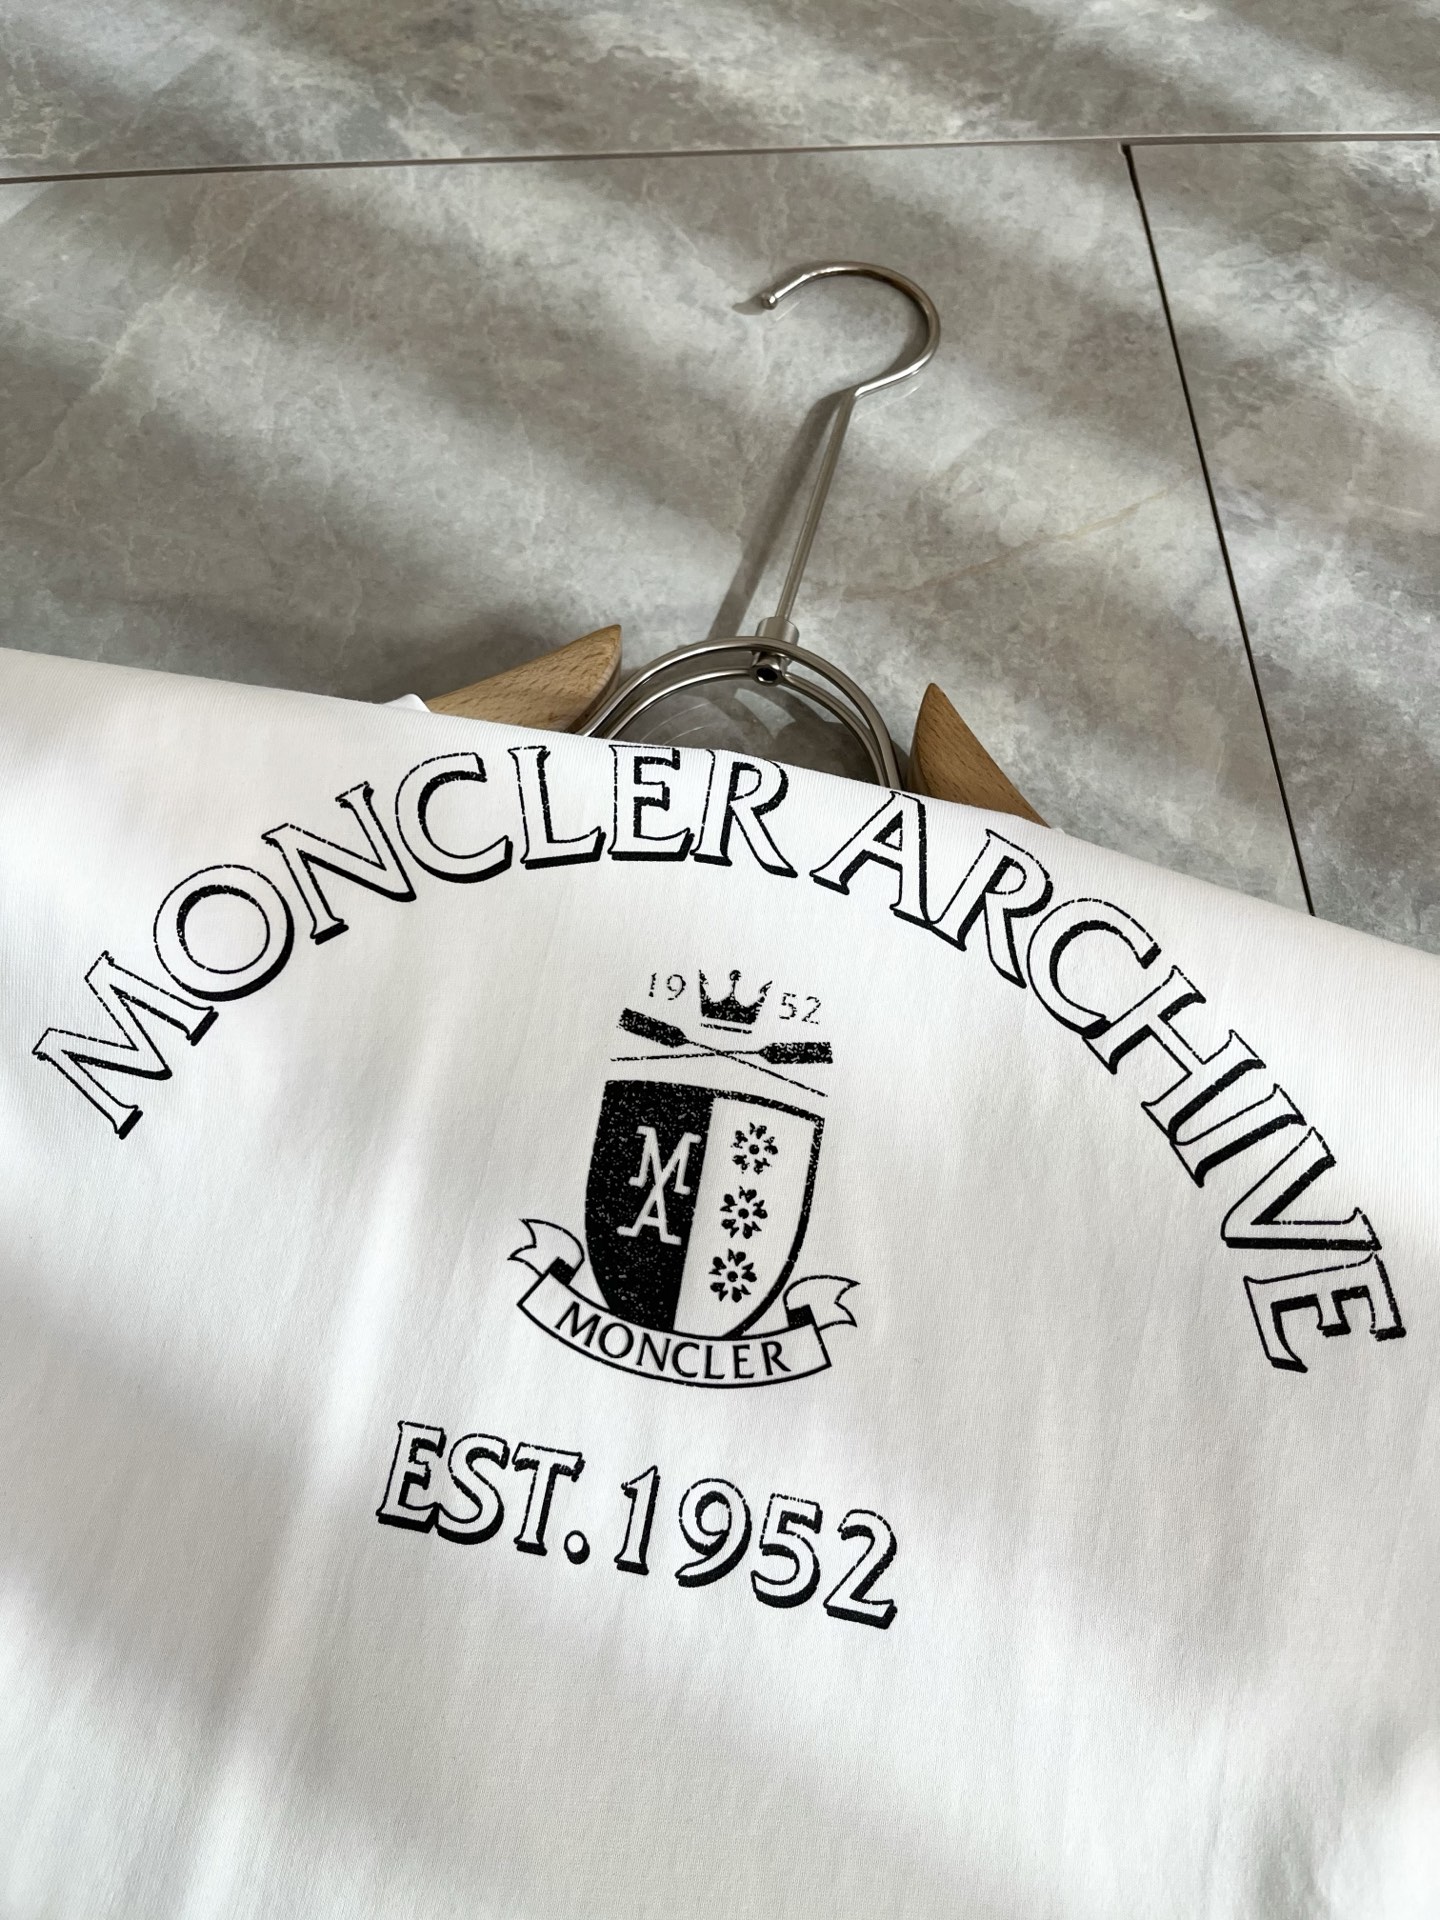 MONCLER ARCHIVE
19 52
MA
MONCLER
EST. 1952